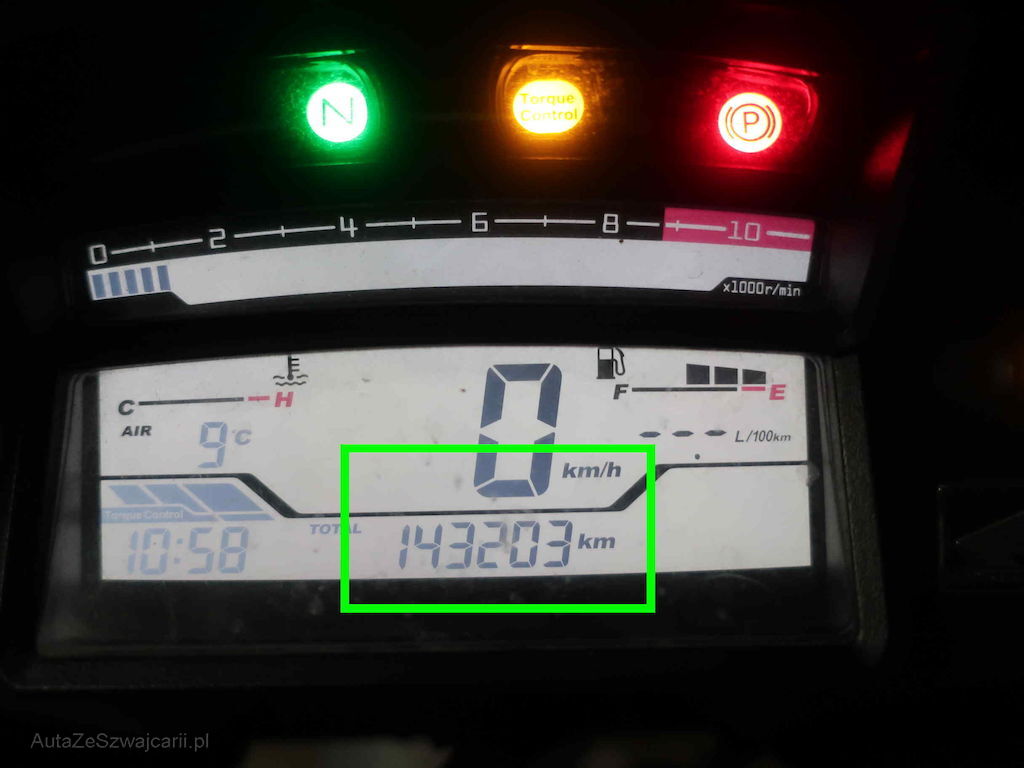 N
Torque
Control
P
0 2 4 6 8 10
x1000r/min
C H
F E
AIR 9°C
--- L/100km
0 km/h
Torque Control
10:58
TOTAL 143203 km
AutaZeSzwajcarii.pl